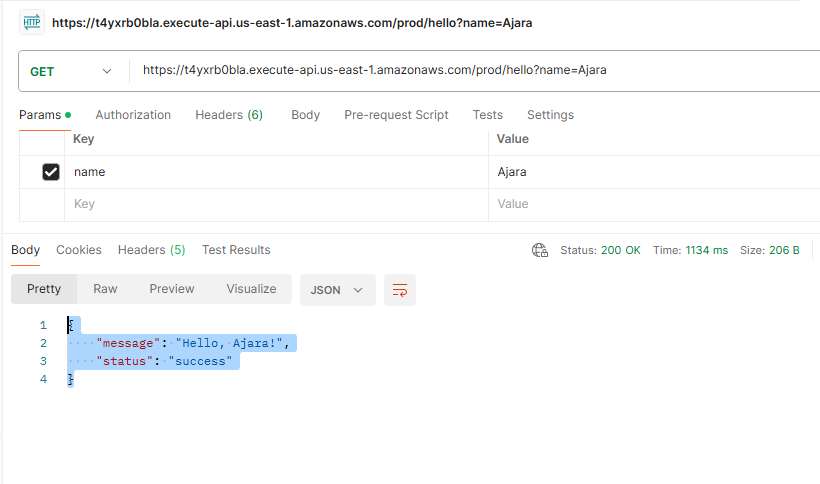 HTTP https://t4yxrb0bla.execute-api.us-east-1.amazonaws.com/prod/hello?name=Ajara
GET https://t4yxrb0bla.execute-api.us-east-1.amazonaws.com/prod/hello?name=Ajara
Params Authorization Headers (6) Body Pre-request Script Tests Settings
Key Value
name Ajara
Key Value
Body Cookies Headers (5) Test Results Status: 200 OK Time: 1134 ms Size: 206 B
Pretty Raw Preview Visualize JSON
1 {
2 "message": "Hello, Ajara!",
3 "status": "success"
4 }